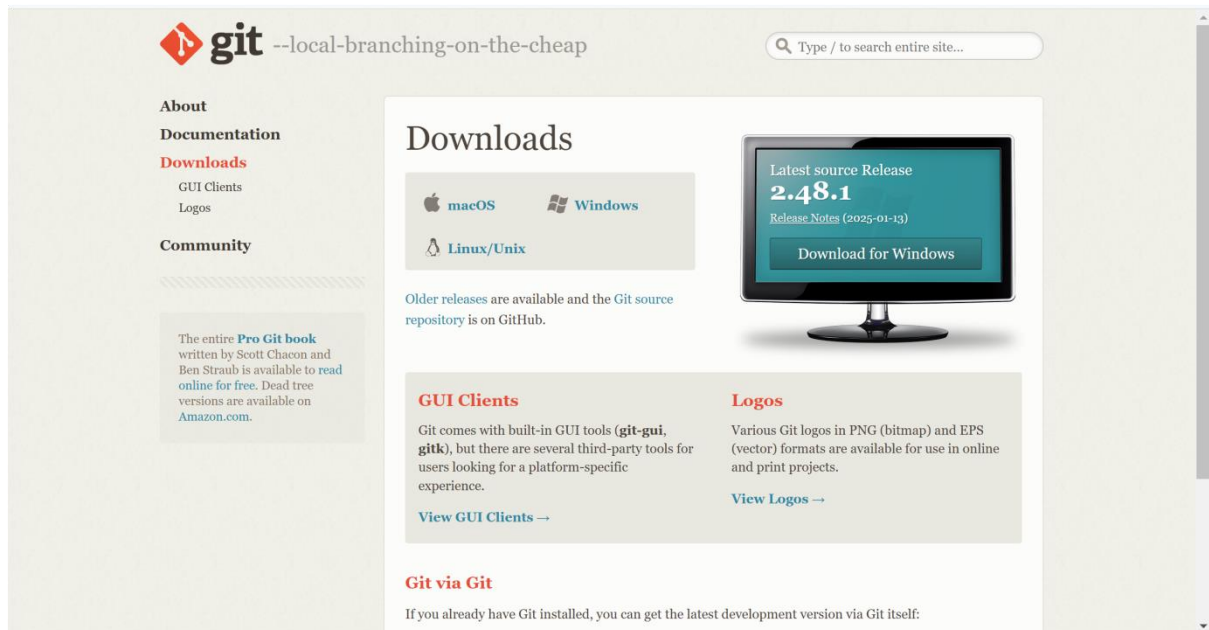 git --local-branching-on-the-cheap
Type / to search entire site...
About
Documentation
Downloads
GUI Clients
Logos
Community
The entire Pro Git book
written by Scott Chacon and
Ben Straub is available to read
online for free. Dead tree
versions are available on
Amazon.com.
Downloads
macOS
Windows
Linux/Unix
Older releases are available and the Git source
repository is on GitHub.
Latest source Release
2.48.1
Release Notes (2025-01-13)
Download for Windows
GUI Clients
Git comes with built-in GUI tools (git-gui,
gitk), but there are several third-party tools for
users looking for a platform-specific
experience.
View GUI Clients →
Logos
Various Git logos in PNG (bitmap) and EPS
(vector) formats are available for use in online
and print projects.
View Logos →
Git via Git
If you already have Git installed, you can get the latest development version via Git itself: